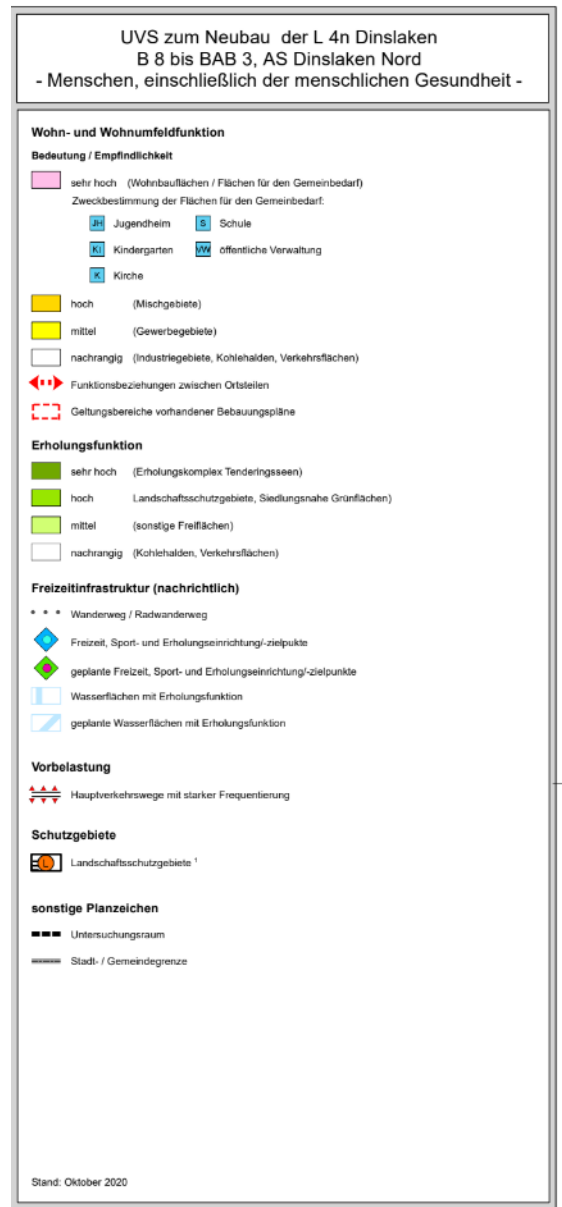 UVS zum Neubau der L 4n Dinslaken
B 8 bis BAB 3, AS Dinslaken Nord
- Menschen, einschließlich der menschlichen Gesundheit -
Wohn- und Wohnumfeldfunktion
Bedeutung / Empfindlichkeit
sehr hoch (Wohnbauflächen / Flächen für den Gemeinbedarf)
Zweckbestimmung der Flächen für den Gemeinbedarf:
JH Jugendheim S Schule
KI Kindergarten VW öffentliche Verwaltung
K Kirche
hoch (Mischgebiete)
mittel (Gewerbegebiete)
nachrangig (Industriegebiete, Kohlehalden, Verkehrsflächen)
Funktionsbeziehungen zwischen Ortsteilen
Geltungsbereiche vorhandener Bebauungspläne
Erholungsfunktion
sehr hoch (Erholungskomplex Tenderingsseen)
hoch Landschaftsschutzgebiete, Siedlungsnahe Grünflächen)
mittel (sonstige Freiflächen)
nachrangig (Kohlehalden, Verkehrsflächen)
Freizeitinfrastruktur (nachrichtlich)
Wanderweg / Radwanderweg
Freizeit, Sport- und Erholungseinrichtung/-zielpukte
geplante Freizeit, Sport- und Erholungseinrichtung/-zielpunkte
Wasserflächen mit Erholungsfunktion
geplante Wasserflächen mit Erholungsfunktion
Vorbelastung
Hauptverkehrswege mit starker Frequentierung
Schutzgebiete
L Landschaftsschutzgebiete ¹
sonstige Planzeichen
Untersuchungsraum
Stadt- / Gemeindegrenze
Stand: Oktober 2020